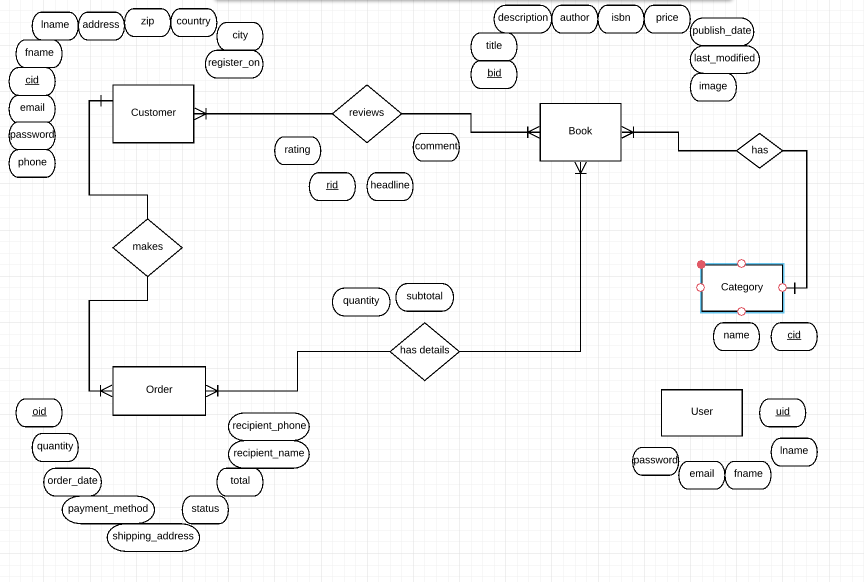 lname
address
zip
country
city
register_on
fname
cid
email
password
phone
Customer
reviews
rating
comment
rid
headline
description
author
isbn
price
publish_date
last_modified
image
title
bid
Book
has
makes
Category
name
cid
quantity
subtotal
has details
Order
oid
quantity
order_date
payment_method
shipping_address
status
total
recipient_name
recipient_phone
User
uid
lname
fname
email
password